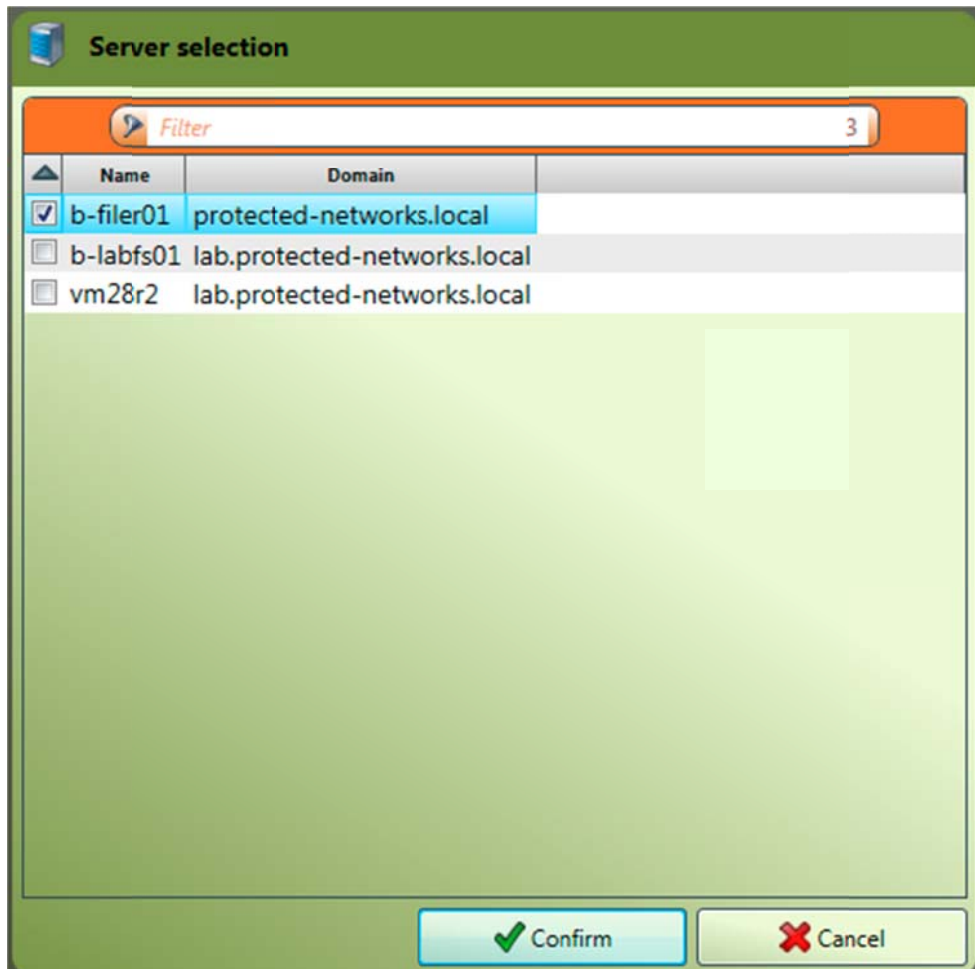 Server selection
Filter 3
Name Domain
b-filer01 protected-networks.local
b-labfs01 lab.protected-networks.local
vm28r2 lab.protected-networks.local
Confirm Cancel